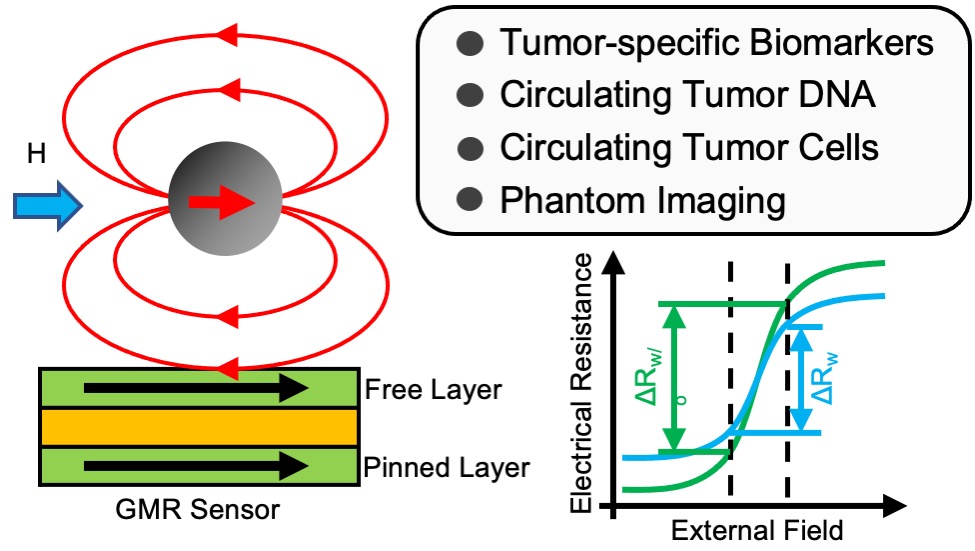 H
Tumor-specific Biomarkers
Circulating Tumor DNA
Circulating Tumor Cells
Phantom Imaging
Free Layer
Pinned Layer
GMR Sensor
Electrical Resistance
ΔRw/
o
ΔRw
External Field